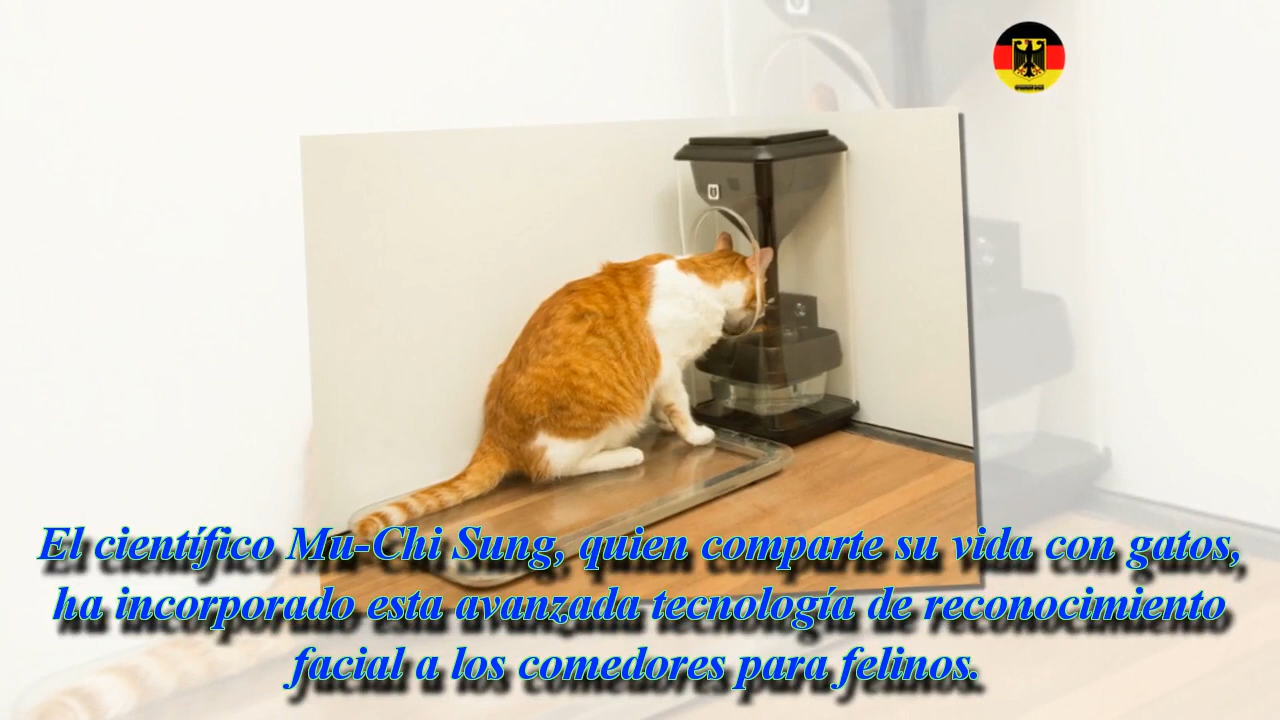 El científico Mu-Chi Sung, quien comparte su vida con gatos,
ha incorporado esta avanzada tecnología de reconocimiento
facial a los comedores para felinos.